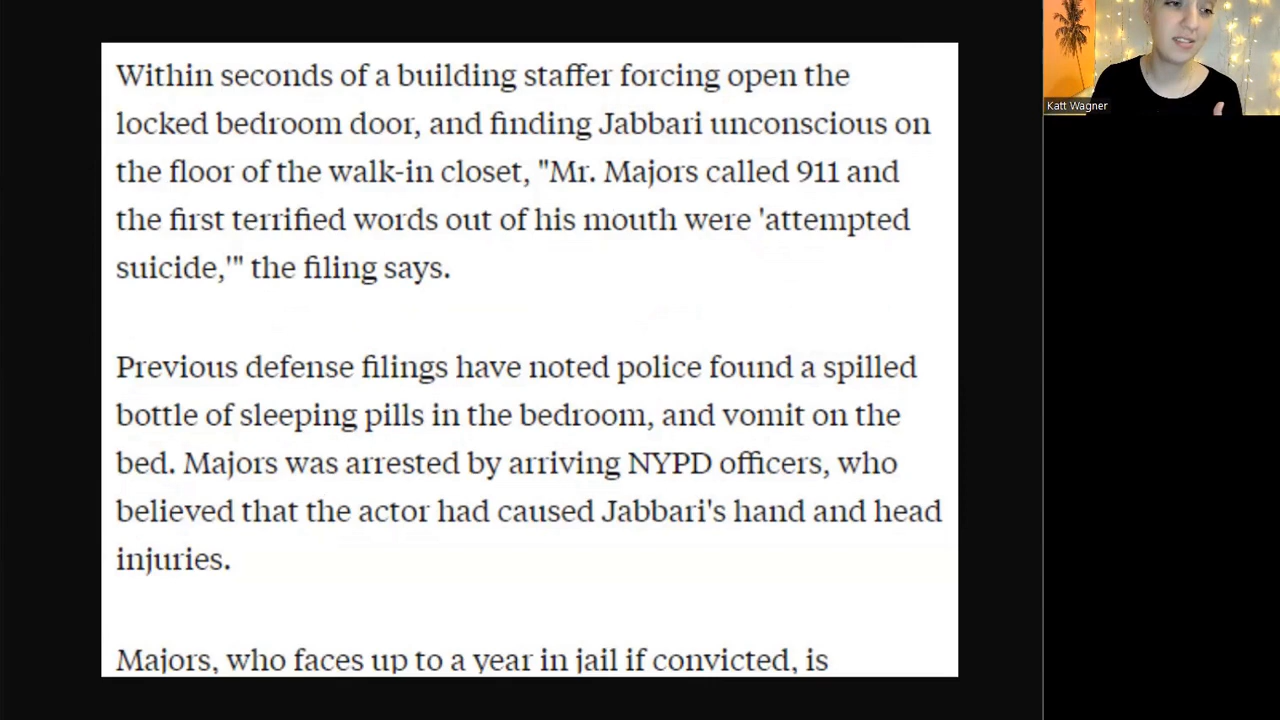 Within seconds of a building staffer forcing open the
locked bedroom door, and finding Jabbari unconscious on
the floor of the walk-in closet, "Mr. Majors called 911 and
the first terrified words out of his mouth were 'attempted
suicide,'" the filing says.
Previous defense filings have noted police found a spilled
bottle of sleeping pills in the bedroom, and vomit on the
bed. Majors was arrested by arriving NYPD officers, who
believed that the actor had caused Jabbari's hand and head
injuries.
Majors, who faces up to a year in jail if convicted, is
Katt Wagner